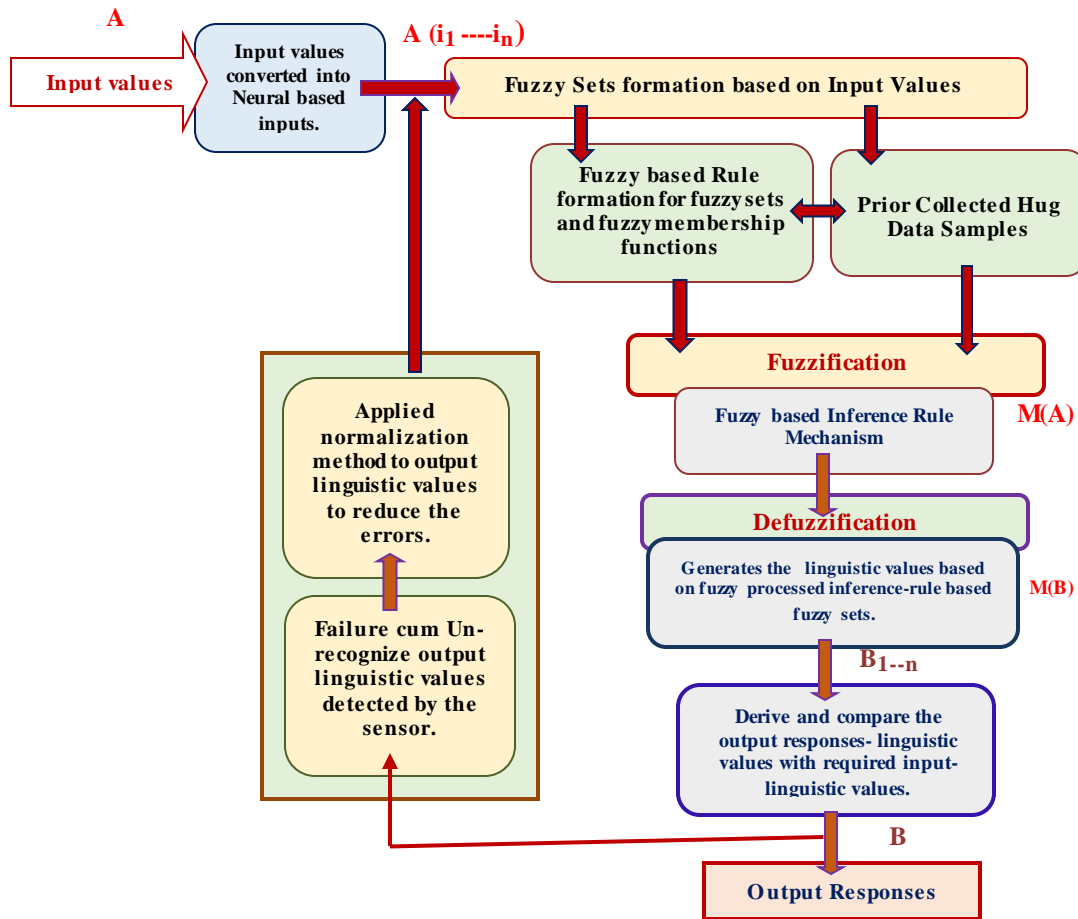 A
Input values
Input values
converted into
Neural based
inputs.
A (i1 ----in)
Fuzzy Sets formation based on Input Values
Fuzzy based Rule
formation for fuzzy sets
and fuzzy membership
functions
Prior Collected Hug
Data Samples
Fuzzification
M(A)
Fuzzy based Inference Rule
Mechanism
Defuzzification
Generates the linguistic values based
on fuzzy processed inference-rule based
fuzzy sets.
M(B)
B1--n
Derive and compare the
output responses- linguistic
values with required input-
linguistic values.
B
Output Responses
Applied
normalization
method to output
linguistic values
to reduce the
errors.
Failure cum Un-
recognize output
linguistic values
detected by the
sensor.